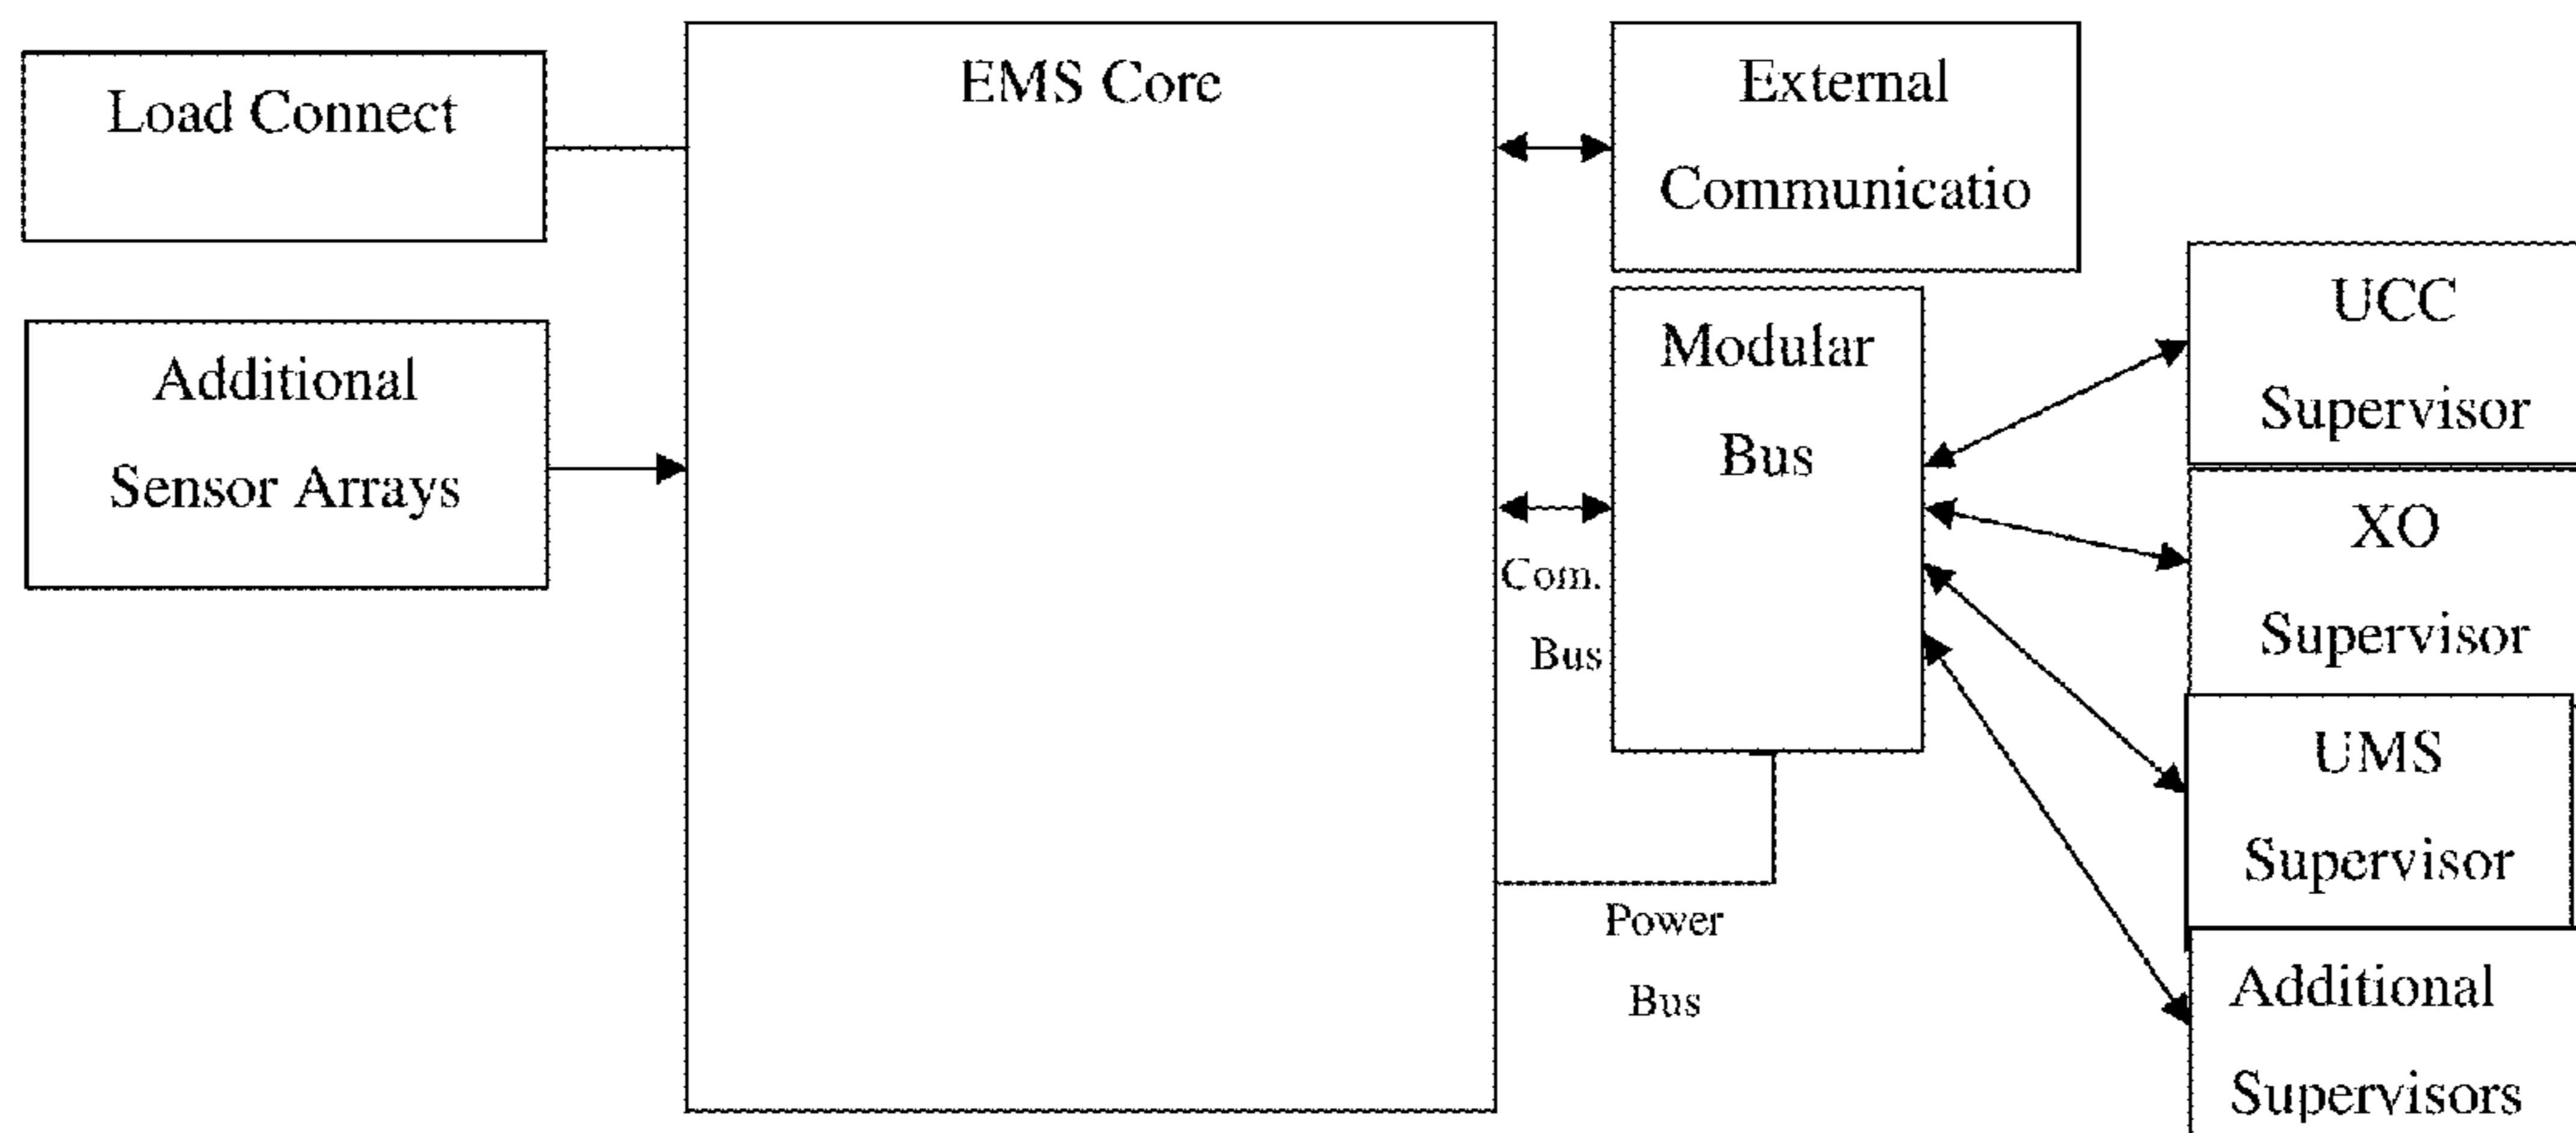 Load Connect
Additional
Sensor Arrays
EMS Core
External
Communicatio
Modular
Bus
Com.
Bus
Power
Bus
UCC
Supervisor
XO
Supervisor
UMS
Supervisor
Additional
Supervisors